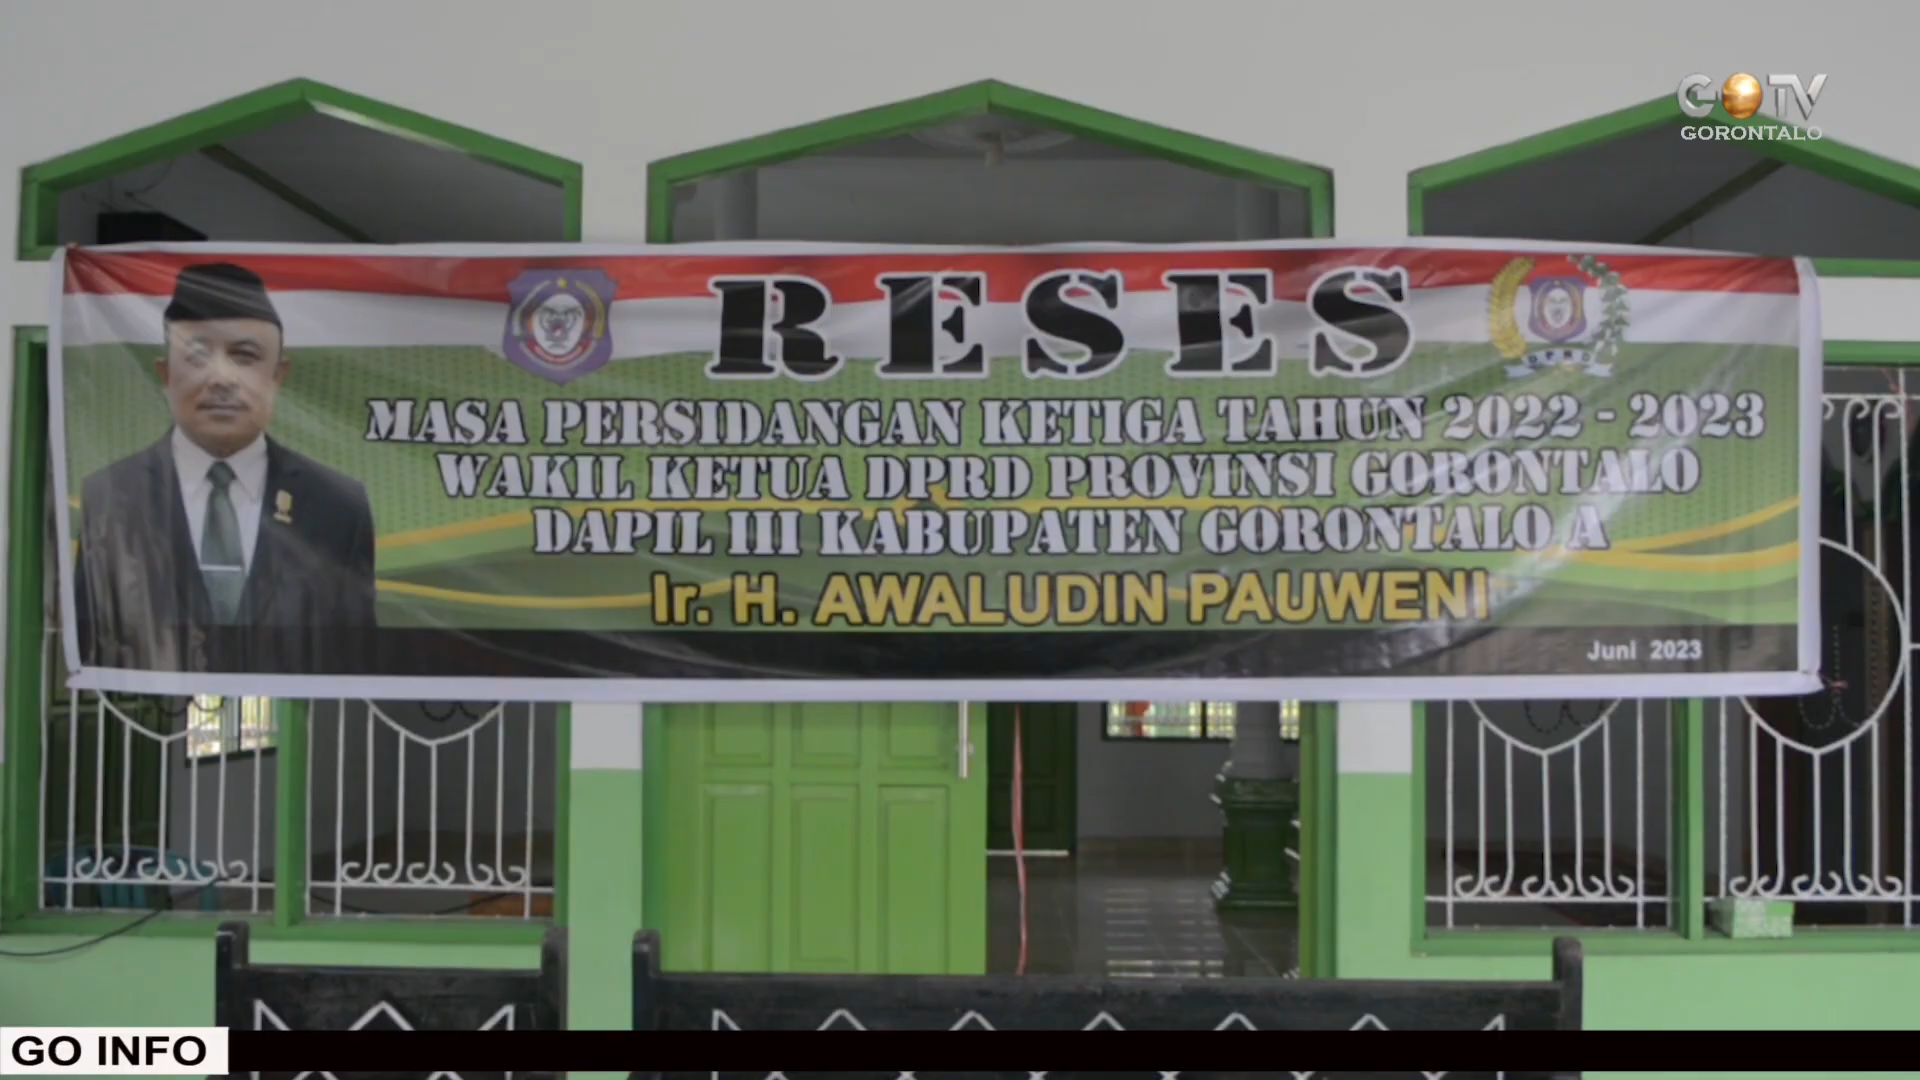 GOTV
GORONTALO
RESES
DPRD
MASA PERSIDANGAN KETIGA TAHUN 2022 - 2023
WAKIL KETUA DPRD PROVINSI GORONTALO
DAPIL III KABUPATEN GORONTALO A
Ir. H. AWALUDIN PAUWENI
Juni 2023
GO INFO